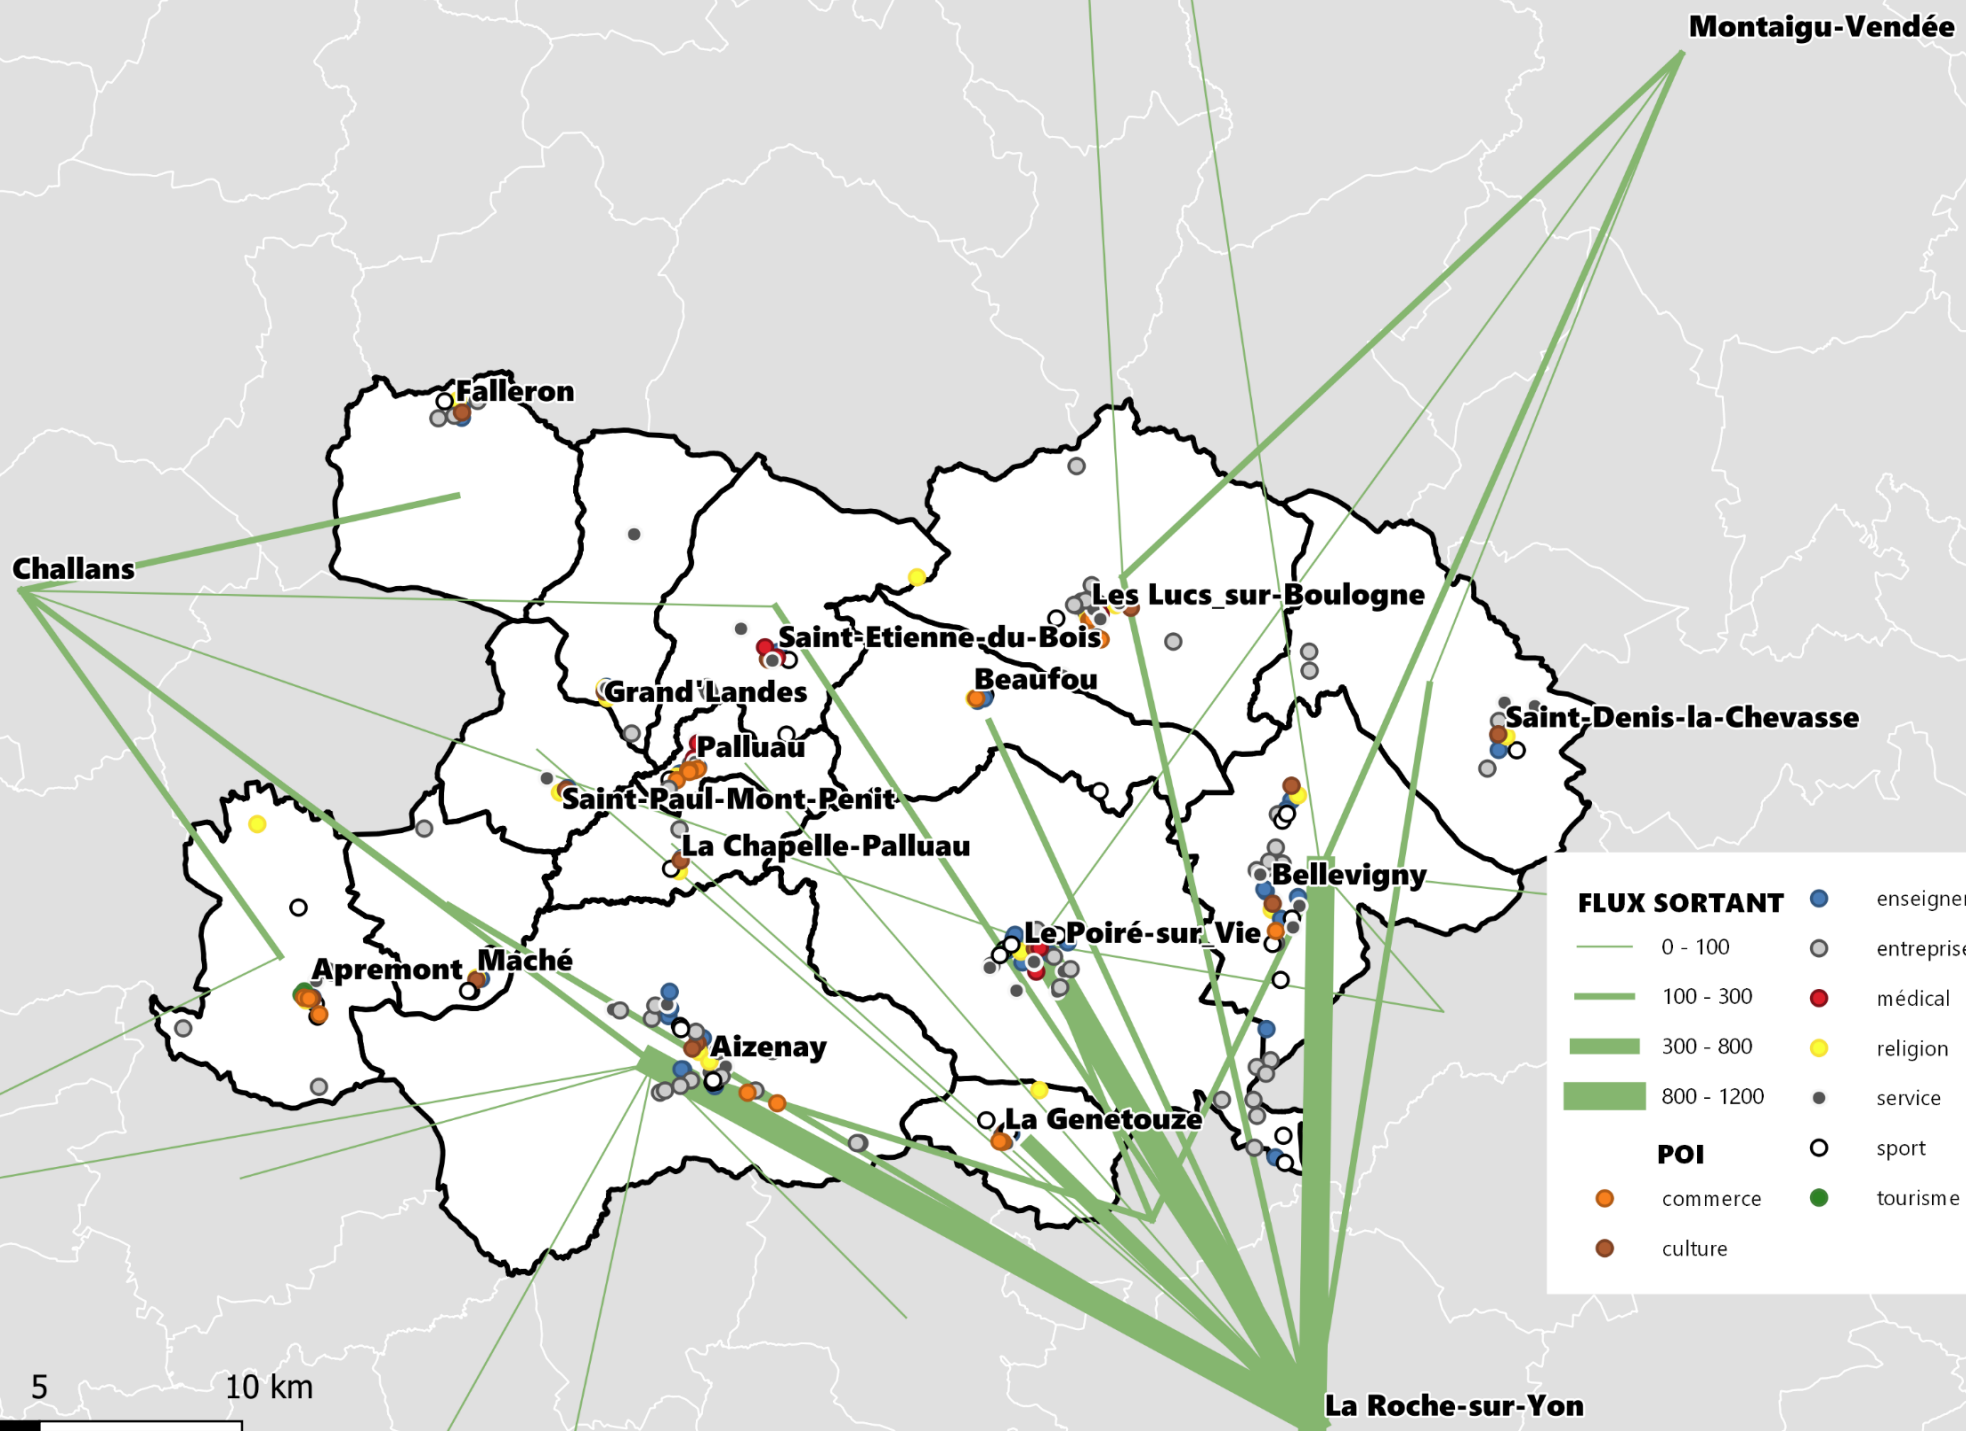 Montaigu-Vendée
Falleron
Challans
Les Lucs_sur-Boulogne
Saint-Etienne-du-Bois
Beaufou
Grand'Landes
Saint-Denis-la-Chevasse
Palluau
Saint-Paul-Mont-Penit
La Chapelle-Palluau
Bellevigny
Le Poiré-sur_Vie
Maché
Apremont
Aizenay
La Genetouze
La Roche-sur-Yon
5 10 km
FLUX SORTANT
0 - 100
100 - 300
300 - 800
800 - 1200
POI
commerce
culture
enseigner
entreprise
médical
religion
service
sport
tourisme